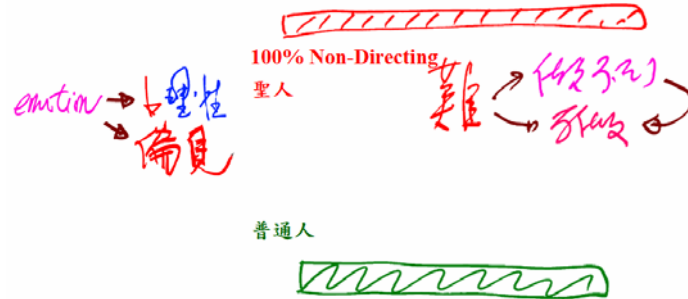 100% Non-Directing
聖人
emotion
理性
偏見
難
做不到
不做
普通人